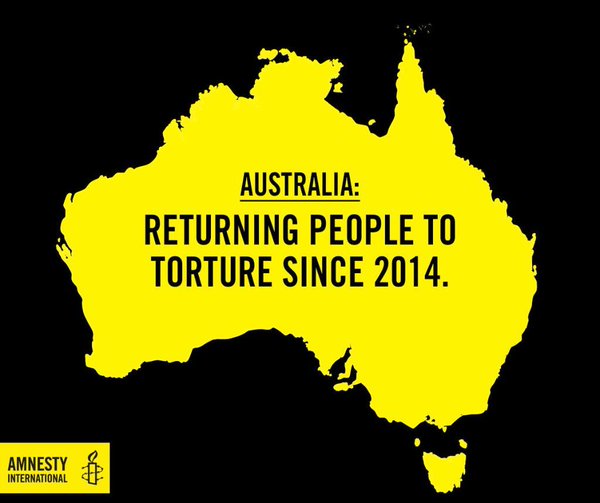 AUSTRALIA:
RETURNING PEOPLE TO
TORTURE SINCE 2014.
AMNESTY
INTERNATIONAL